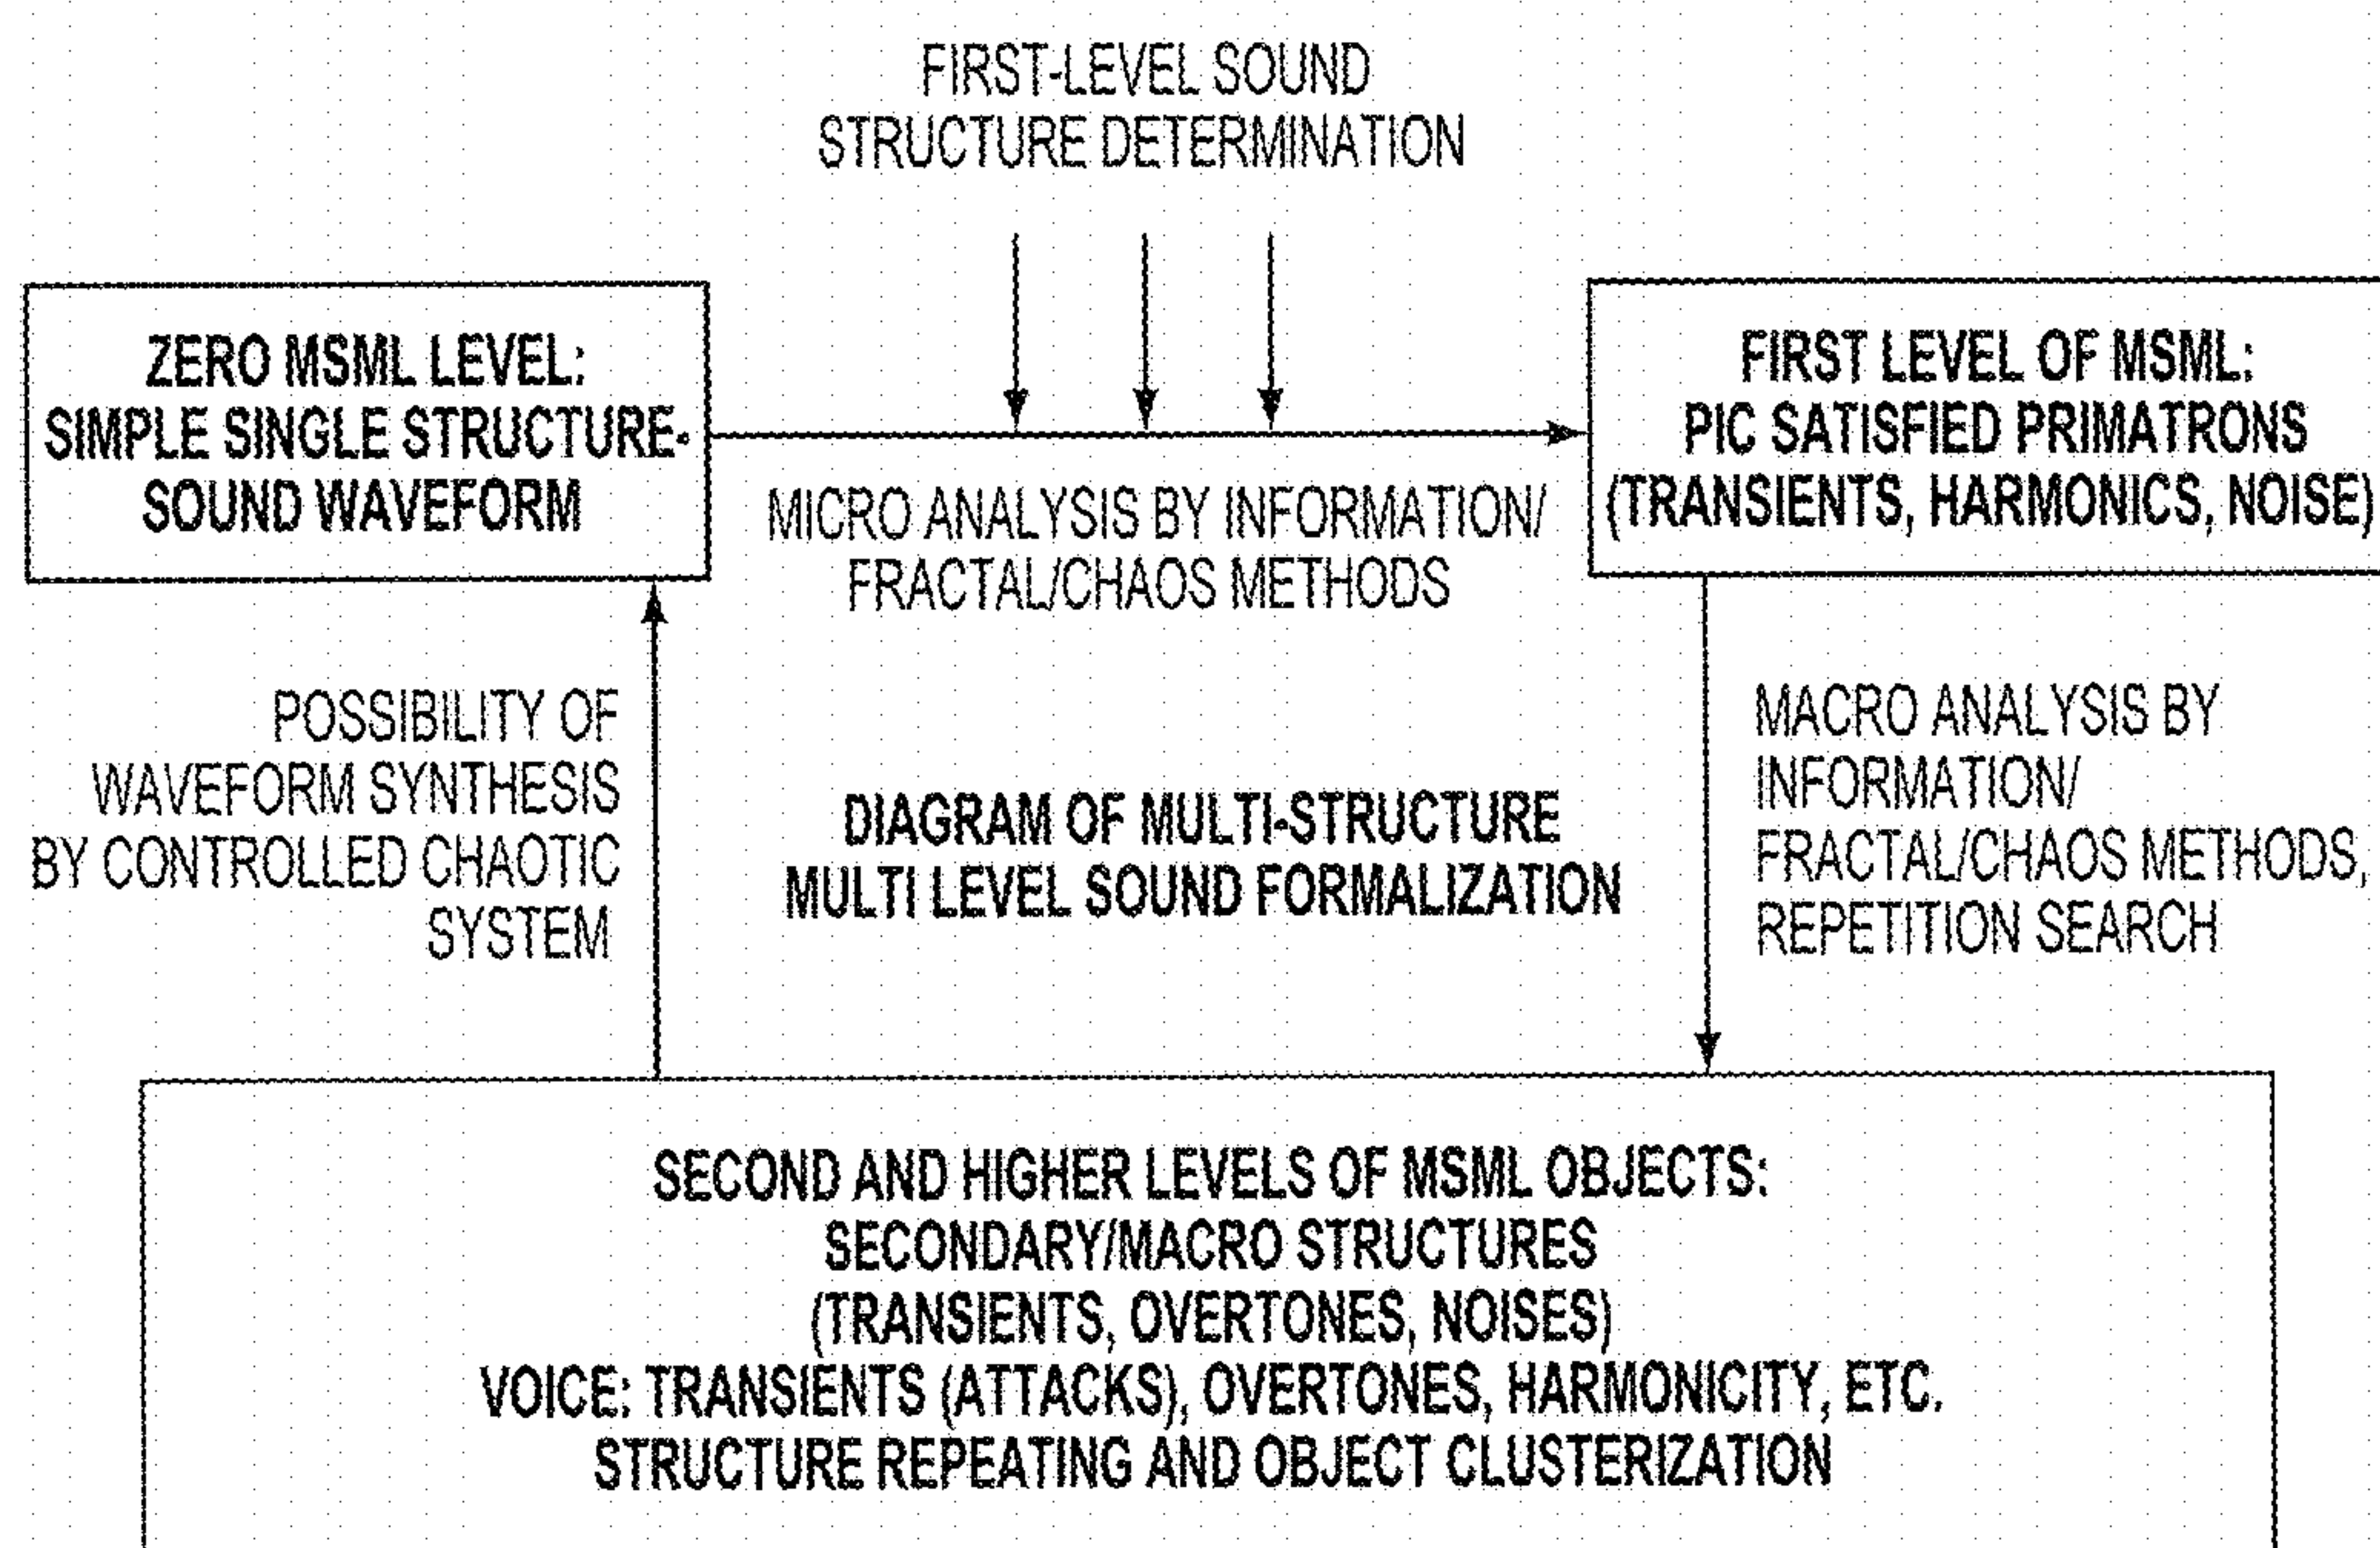 FIRST-LEVEL SOUND
STRUCTURE DETERMINATION
ZERO MSML LEVEL:
SIMPLE SINGLE STRUCTURE-
SOUND WAVEFORM
FIRST LEVEL OF MSML:
PIC SATISFIED PRIMATRONS
(TRANSIENTS, HARMONICS, NOISE)
MICRO ANALYSIS BY INFORMATION/
FRACTAL/CHAOS METHODS
POSSIBILITY OF
WAVEFORM SYNTHESIS
BY CONTROLLED CHAOTIC
SYSTEM
DIAGRAM OF MULTI-STRUCTURE
MULTI LEVEL SOUND FORMALIZATION
MACRO ANALYSIS BY
INFORMATION/
FRACTAL/CHAOS METHODS,
REPETITION SEARCH
SECOND AND HIGHER LEVELS OF MSML OBJECTS:
SECONDARY/MACRO STRUCTURES
(TRANSIENTS, OVERTONES, NOISES)
VOICE: TRANSIENTS (ATTACKS), OVERTONES, HARMONICITY, ETC.
STRUCTURE REPEATING AND OBJECT CLUSTERIZATION